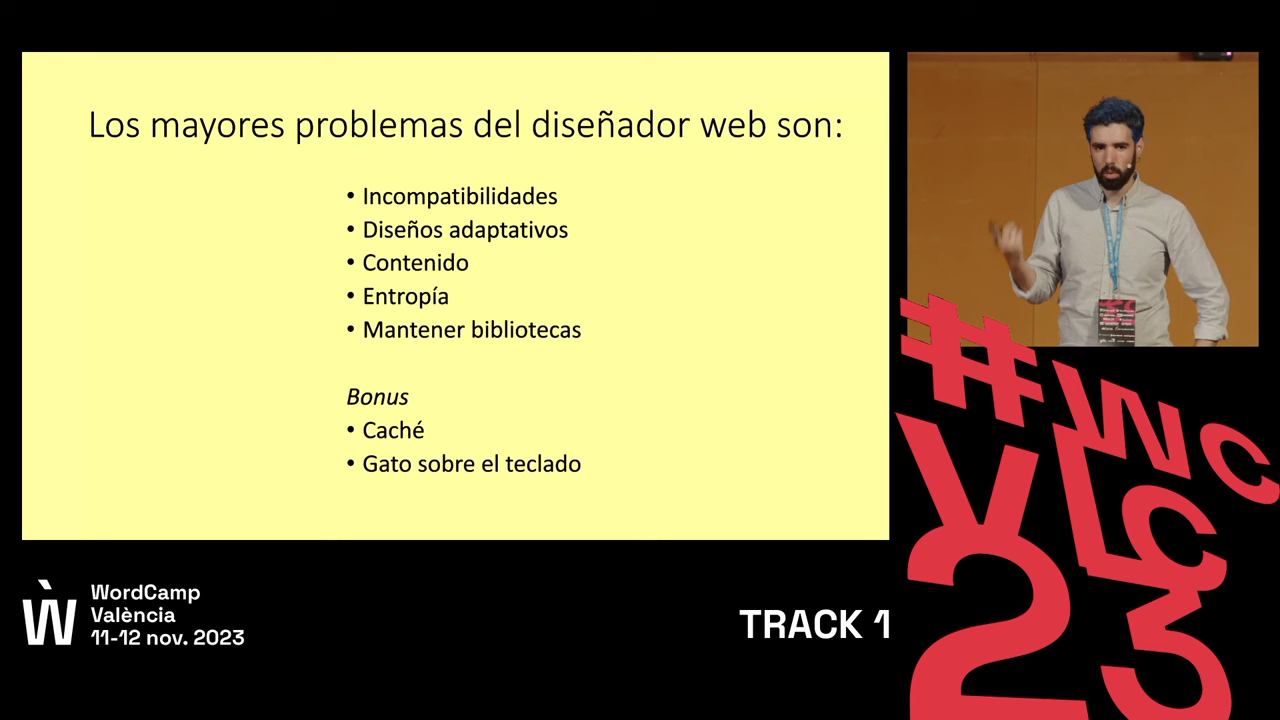 Los mayores problemas del diseñador web son:
• Incompatibilidades
• Diseños adaptativos
• Contenido
• Entropía
• Mantener bibliotecas
Bonus
• Caché
• Gato sobre el teclado
WordCamp
València
11-12 nov. 2023
TRACK 1
#WC
VLC
23